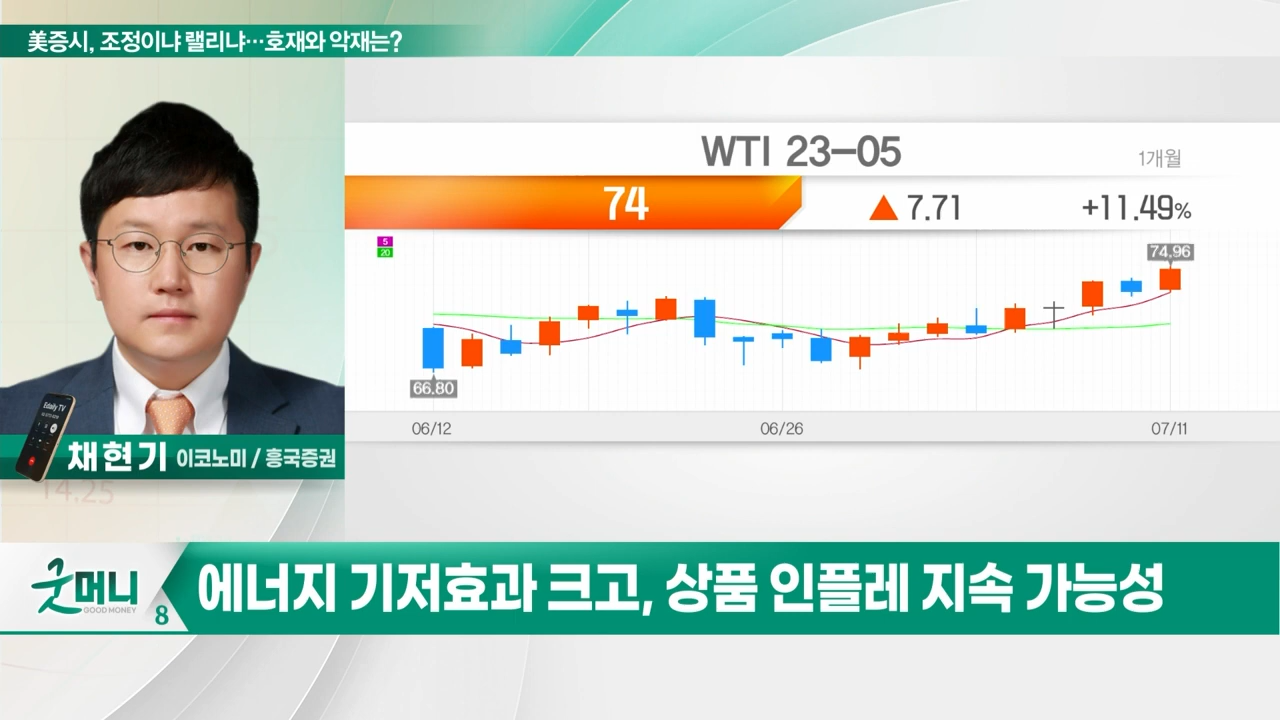 美증시, 조정이냐 랠리냐…호재와 악재는?
WTI 23-05
1개월
74
▲ 7.71
+11.49%
5
20
74.96
66.80
06/12
06/26
07/11
Edaily TV
채현기 이코노미 / 흥국증권
14.25
굿머니
GOOD MONEY
8
에너지 기저효과 크고, 상품 인플레 지속 가능성